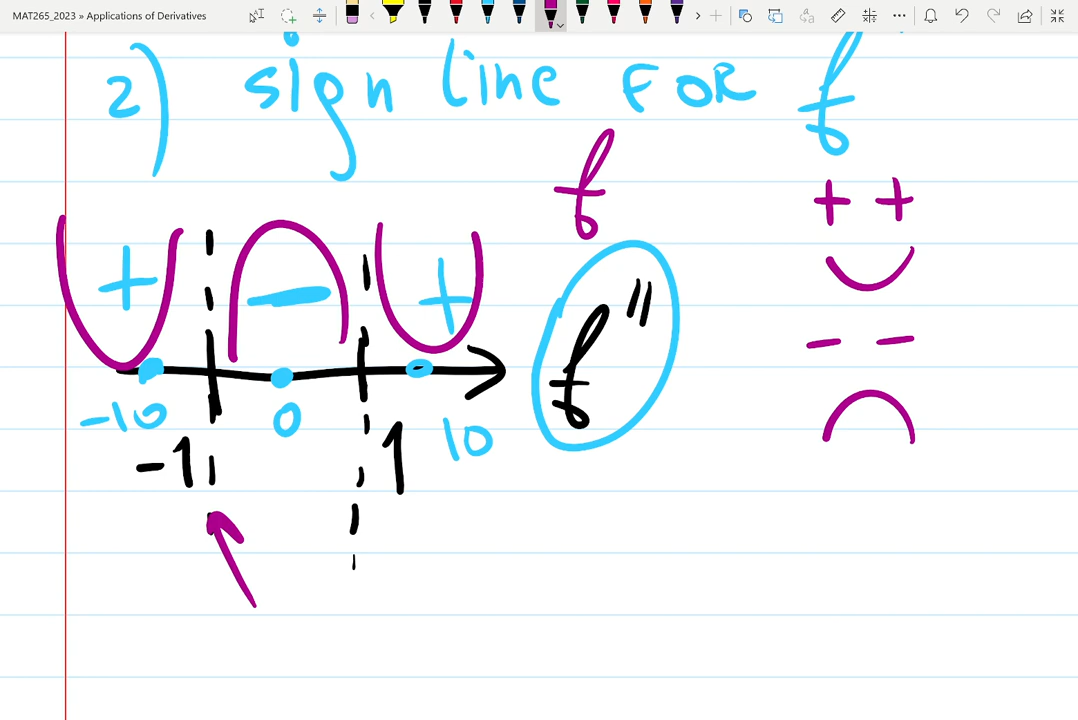 MAT265_2023 » Applications of Derivatives
2) sign line FOR f
f
+ +
+ − +
− −
f"
-10 0 10
-1 1